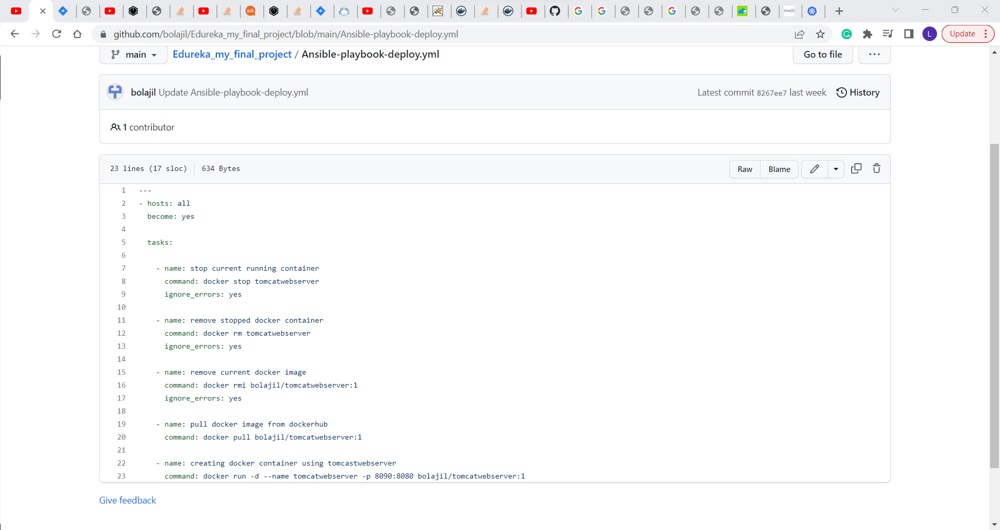 ask
mw[i]
github.com/bolajil/Edureka_my_final_project/blob/main/Ansible-playbook-deploy.yml
L
Update
main
Edureka_my_final_project / Ansible-playbook-deploy.yml
Go to file
...
bolajil Update Ansible-playbook-deploy.yml
Latest commit 8267ee7 last week
History
1 contributor
23 lines (17 sloc)
634 Bytes
Raw
Blame
1 ---
2 - hosts: all
3 become: yes
4
5 tasks:
6
7 - name: stop current running container
8 command: docker stop tomcatwebserver
9 ignore_errors: yes
10
11 - name: remove stopped docker container
12 command: docker rm tomcatwebserver
13 ignore_errors: yes
14
15 - name: remove current docker image
16 command: docker rmi bolajil/tomcatwebserver:1
17 ignore_errors: yes
18
19 - name: pull docker image from dockerhub
20 command: docker pull bolajil/tomcatwebserver:1
21
22 - name: creating docker container using tomcastwebserver
23 command: docker run -d --name tomcatwebserver -p 8090:8080 bolajil/tomcatwebserver:1
Give feedback